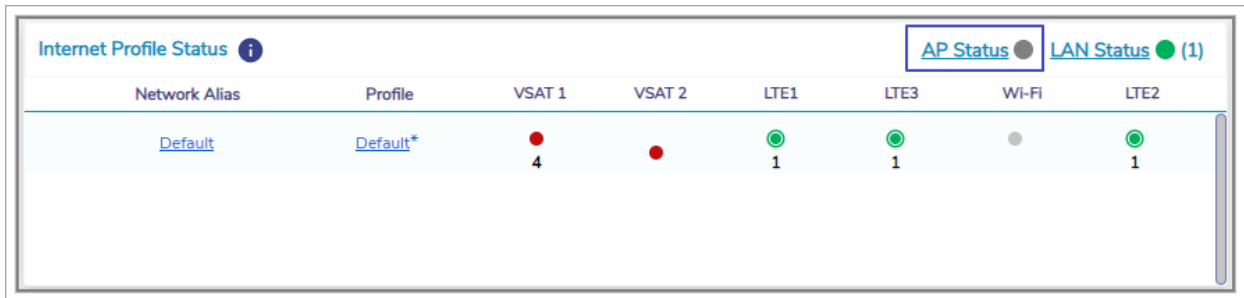 Internet Profile Status i AP Status LAN Status (1)
Network Alias Profile VSAT 1 VSAT 2 LTE1 LTE3 Wi-Fi LTE2
Default Default*
4 1 1 1